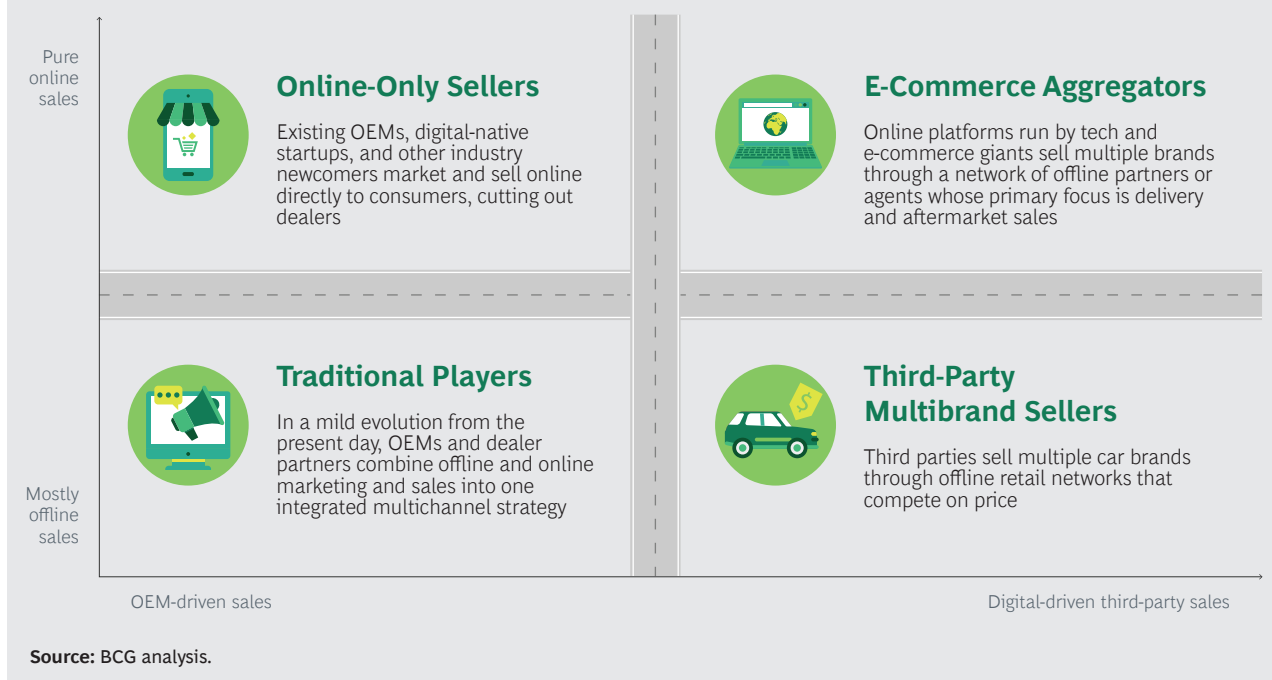 Pure
online
sales
Online-Only Sellers
Existing OEMs, digital-native
startups, and other industry
newcomers market and sell online
directly to consumers, cutting out
dealers
E-Commerce Aggregators
Online platforms run by tech and
e-commerce giants sell multiple brands
through a network of offline partners or
agents whose primary focus is delivery
and aftermarket sales
Traditional Players
In a mild evolution from the
present day, OEMs and dealer
partners combine offline and online
marketing and sales into one
integrated multichannel strategy
Third-Party
Multibrand Sellers
$
Third parties sell multiple car brands
through offline retail networks that
compete on price
Mostly
offline
sales
OEM-driven sales
Digital-driven third-party sales
Source: BCG analysis.